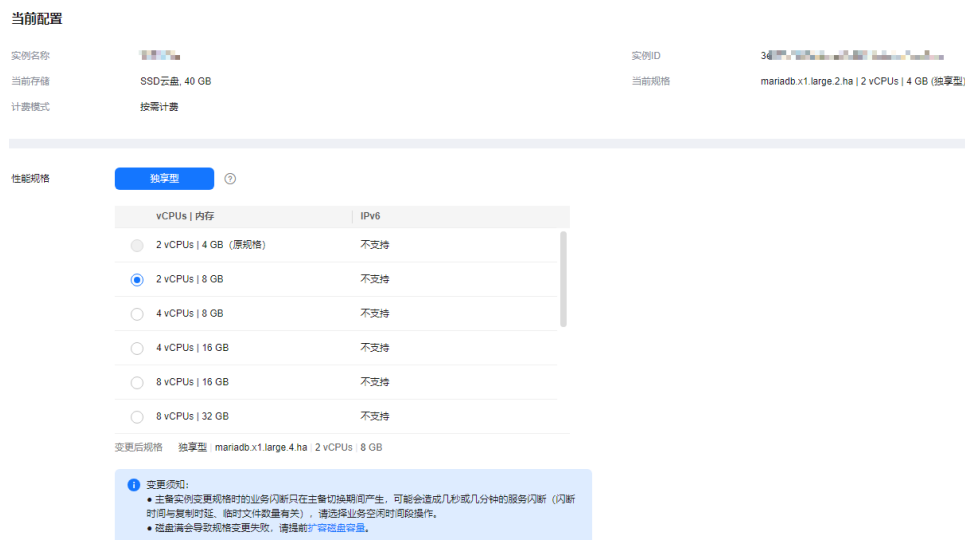 当前配置
实例名称
实例ID
当前存储 SSD云盘, 40 GB
当前规格 mariadb.x1.large.2.ha | 2 vCPUs | 4 GB (独享型)
计费模式 按需计费
性能规格 独享型 ?
vCPUs | 内存 IPv6
2 vCPUs | 4 GB（原规格） 不支持
2 vCPUs | 8 GB 不支持
4 vCPUs | 8 GB 不支持
4 vCPUs | 16 GB 不支持
8 vCPUs | 16 GB 不支持
8 vCPUs | 32 GB 不支持
变更后规格 独享型 | mariadb.x1.large.4.ha | 2 vCPUs | 8 GB
变更须知：
● 主备实例变更规格时的业务闪断只在主备切换期间产生，可能会造成几秒或几分钟的服务闪断（闪断
时间与复制时延、临时文件数量有关），请选择业务空闲时间段操作。
● 磁盘满会导致规格变更失败，请提前扩容磁盘容量。